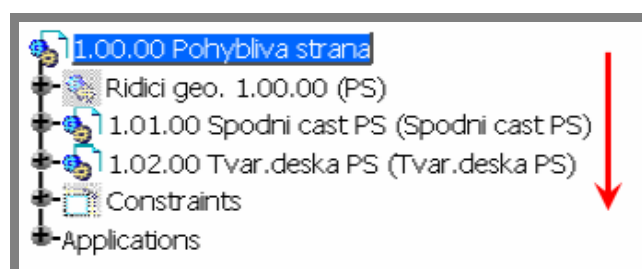 1.00.00 Pohybliva strana
Ridici geo. 1.00.00 (PS)
1.01.00 Spodni cast PS (Spodni cast PS)
1.02.00 Tvar.deska PS (Tvar.deska PS)
Constraints
Applications